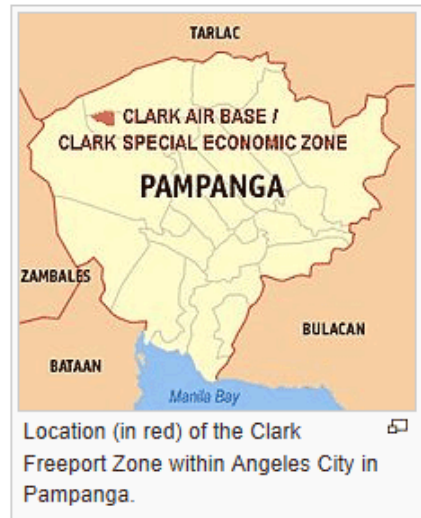 TARLAC
CLARK AIR BASE /
CLARK SPECIAL ECONOMIC ZONE
PAMPANGA
ZAMBALES
BULACAN
BATAAN
Manila Bay
Location (in red) of the Clark
Freeport Zone within Angeles City in
Pampanga.